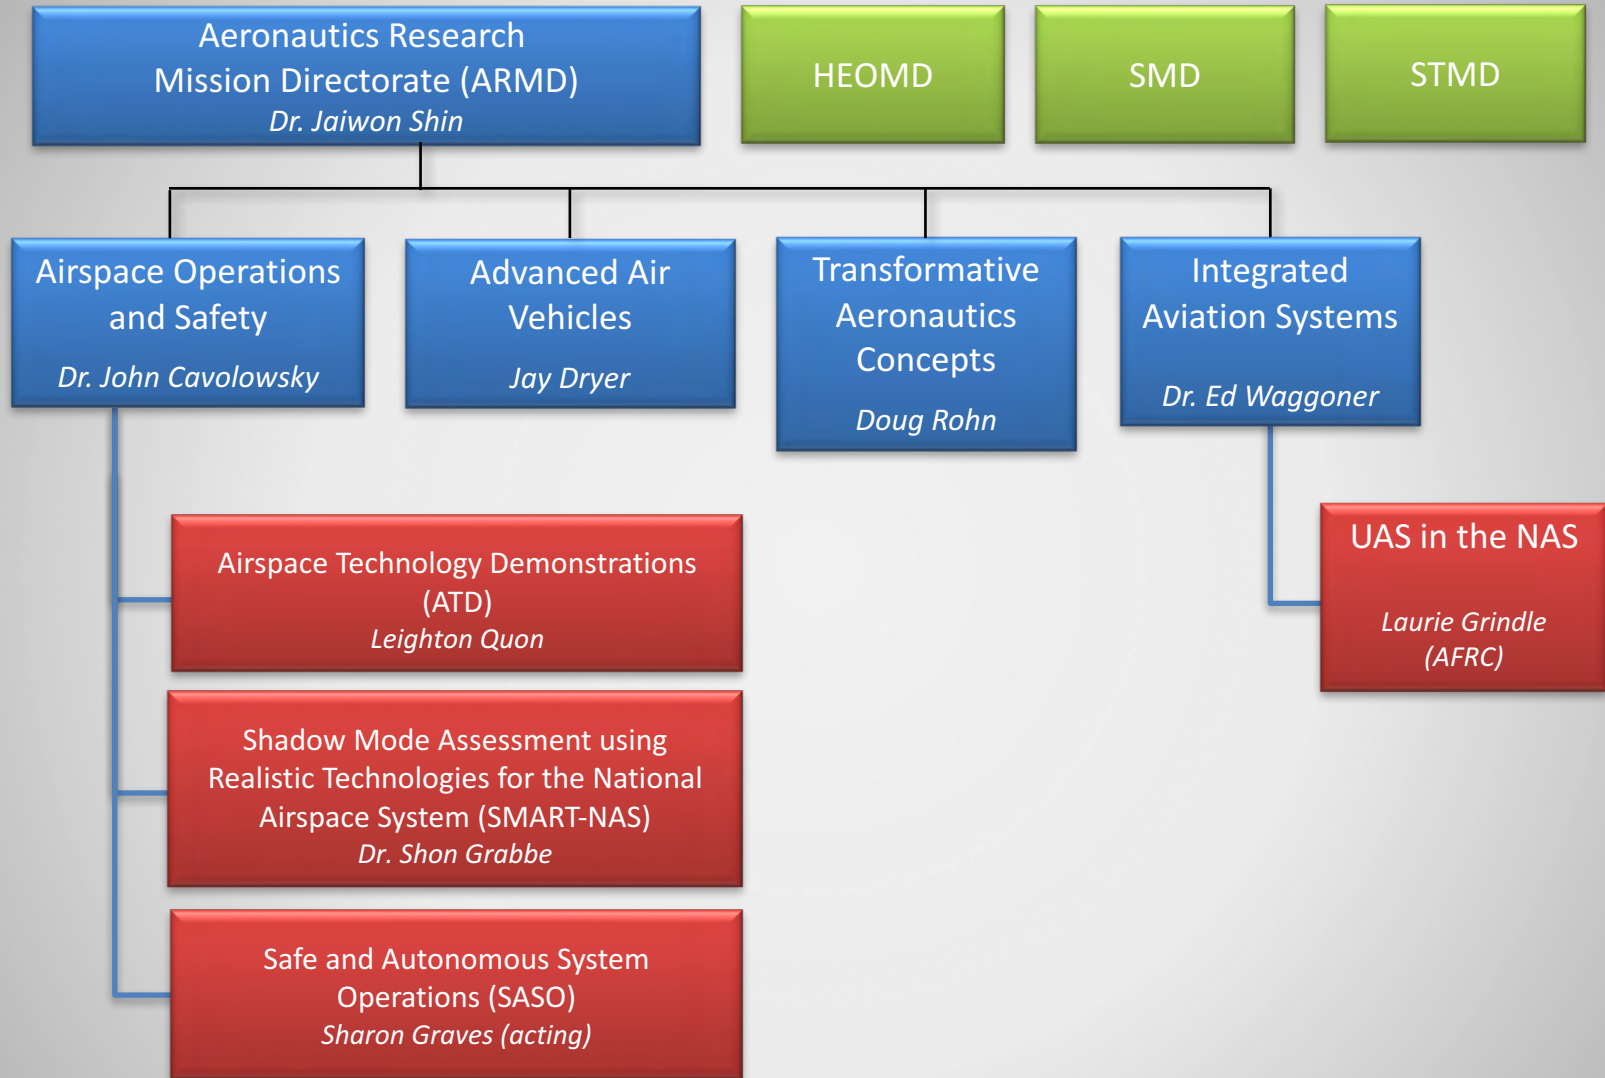 Aeronautics Research
Mission Directorate (ARMD)
Dr. Jaiwon Shin
HEOMD
SMD
STMD
Airspace Operations
and Safety
Dr. John Cavolowsky
Advanced Air
Vehicles
Jay Dryer
Transformative
Aeronautics
Concepts
Doug Rohn
Integrated
Aviation Systems
Dr. Ed Waggoner
Airspace Technology Demonstrations
(ATD)
Leighton Quon
Shadow Mode Assessment using
Realistic Technologies for the National
Airspace System (SMART-NAS)
Dr. Shon Grabbe
Safe and Autonomous System
Operations (SASO)
Sharon Graves (acting)
UAS in the NAS
Laurie Grindle
(AFRC)